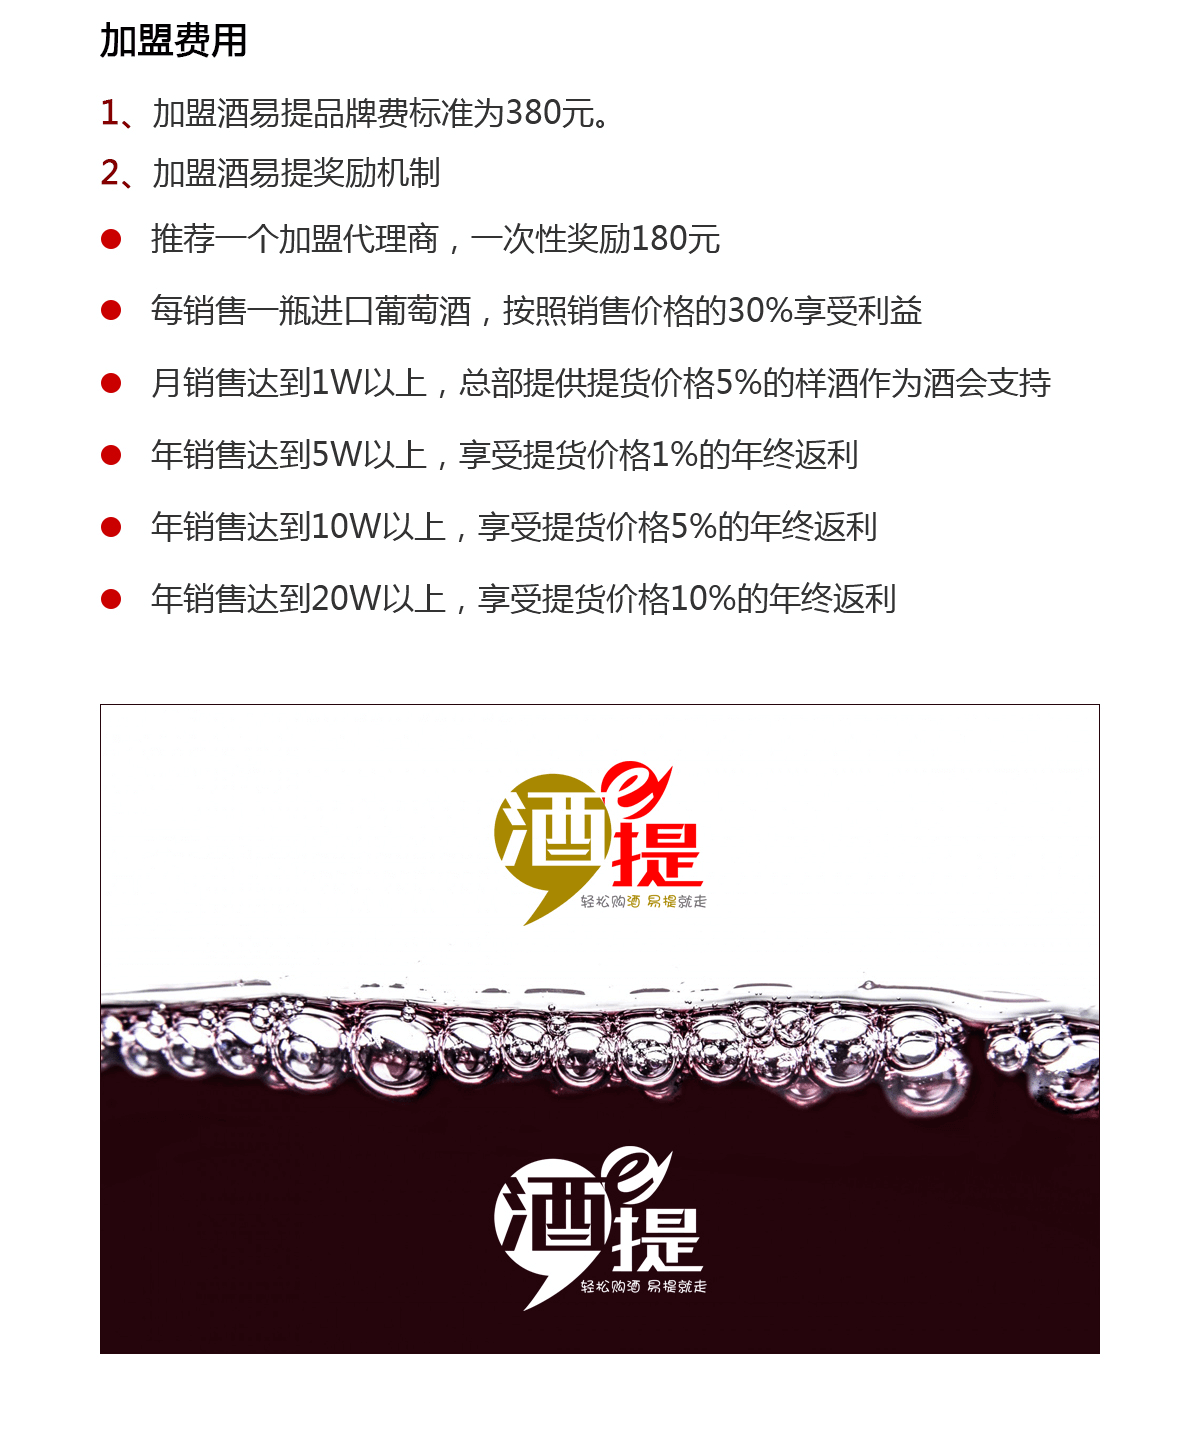 加盟费用
1、加盟酒易提品牌费标准为380元。
2、加盟酒易提奖励机制
推荐一个加盟代理商，一次性奖励180元
每销售一瓶进口葡萄酒，按照销售价格的30%享受利益
月销售达到1W以上，总部提供提货价格5%的样酒作为酒会支持
年销售达到5W以上，享受提货价格1%的年终返利
年销售达到10W以上，享受提货价格5%的年终返利
年销售达到20W以上，享受提货价格10%的年终返利
酒e提
轻松购酒 易提就走
酒e提
轻松购酒 易提就走